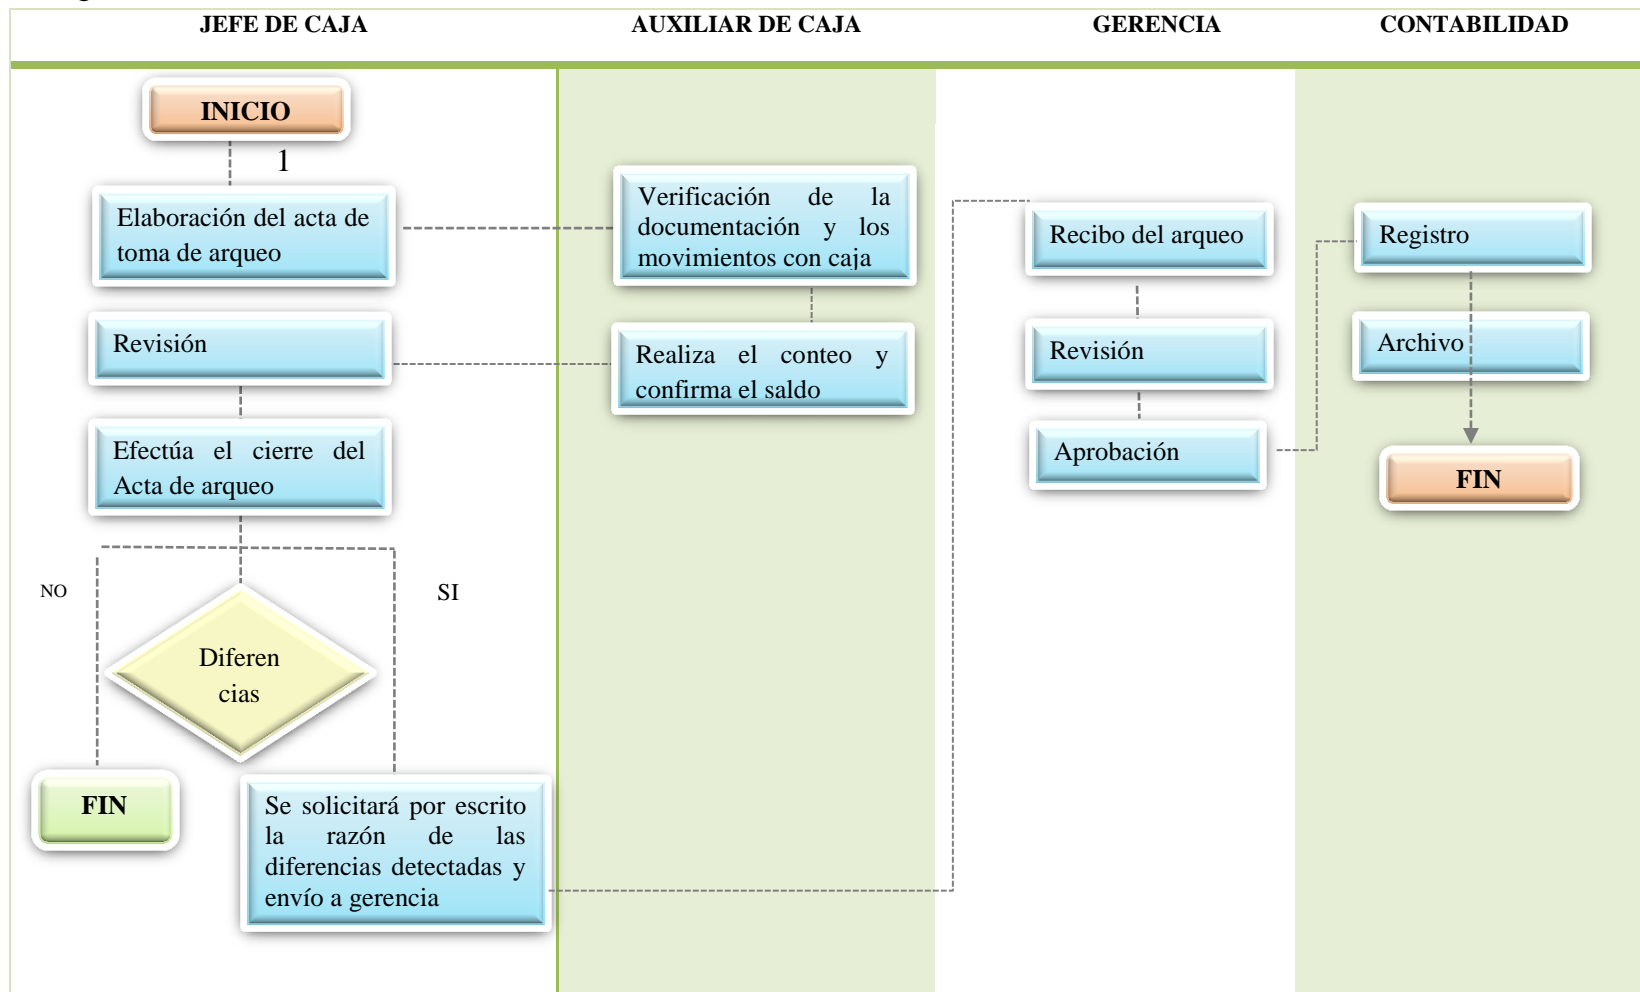 JEFE DE CAJA
AUXILIAR DE CAJA
GERENCIA
CONTABILIDAD
INICIO
1
Elaboración del acta de
toma de arqueo
Revisión
Efectúa el cierre del
Acta de arqueo
NO
SI
Diferen
cias
FIN
Se solicitará por escrito
la razón de las
diferencias detectadas y
envío a gerencia
Verificación de la
documentación y los
movimientos con caja
Realiza el conteo y
confirma el saldo
Recibo del arqueo
Revisión
Aprobación
Registro
Archivo
FIN